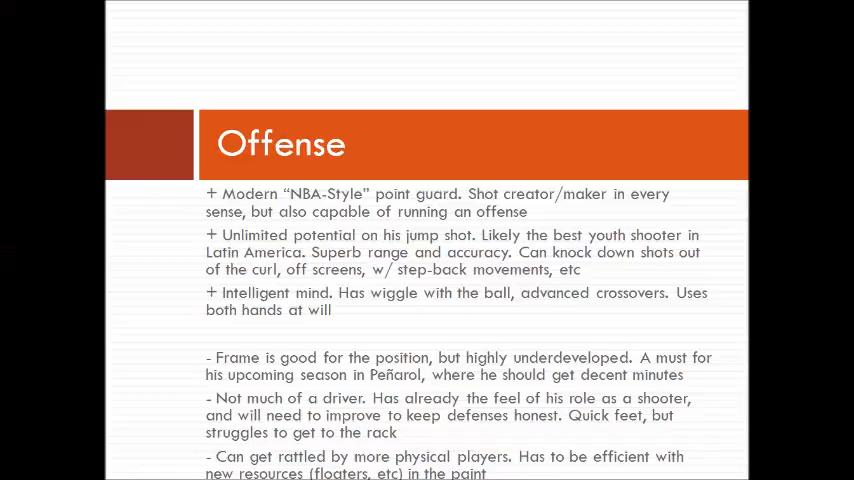 Offense
+ Modern “NBA-Style” point guard. Shot creator/maker in every
sense, but also capable of running an offense
+ Unlimited potential on his jump shot. Likely the best youth shooter in
Latin America. Superb range and accuracy. Can knock down shots out
of the curl, off screens, w/ step-back movements, etc
+ Intelligent mind. Has wiggle with the ball, advanced crossovers. Uses
both hands at will
- Frame is good for the position, but highly underdeveloped. A must for
his upcoming season in Peñarol, where he should get decent minutes
- Not much of a driver. Has already the feel of his role as a shooter,
and will need to improve to keep defenses honest. Quick feet, but
struggles to get to the rack
- Can get rattled by more physical players. Has to be efficient with
new resources (floaters, etc) in the paint